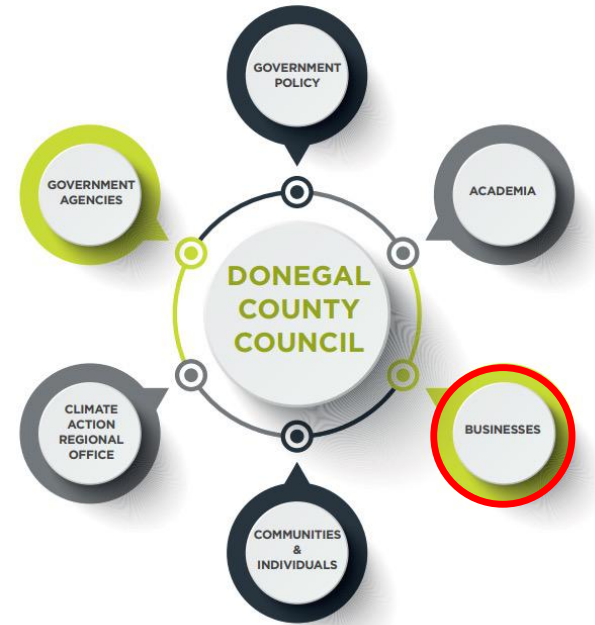 GOVERNMENT
POLICY
GOVERNMENT
AGENCIES
ACADEMIA
DONEGAL
COUNTY
COUNCIL
CLIMATE
ACTION
REGIONAL
OFFICE
BUSINESSES
COMMUNITIES
&
INDIVIDUALS